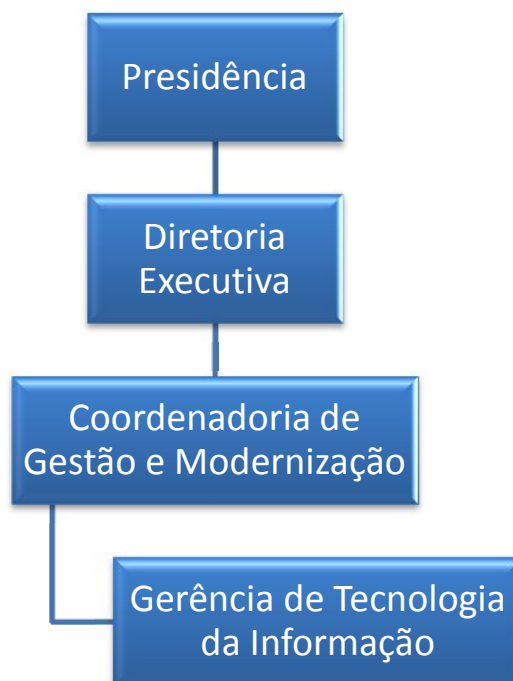 Presidência
Diretoria
Executiva
Coordenadoria de
Gestão e Modernização
Gerência de Tecnologia
da Informação